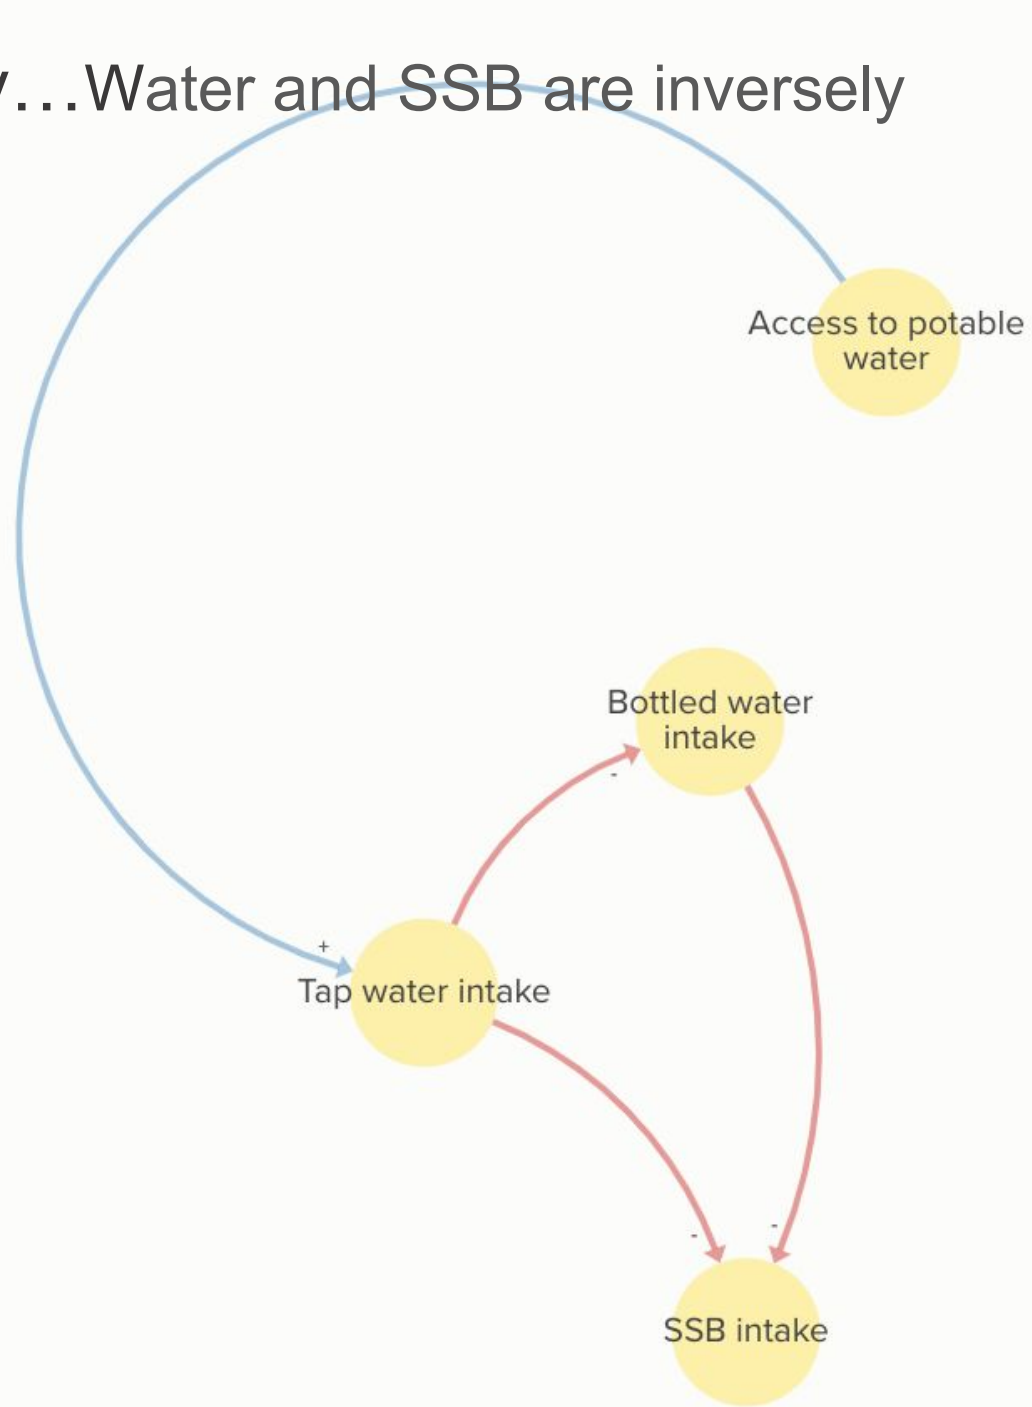 …Water and SSB are inversely
Access to potable
water
Bottled water
intake
-
+
Tap water intake
-
-
SSB intake